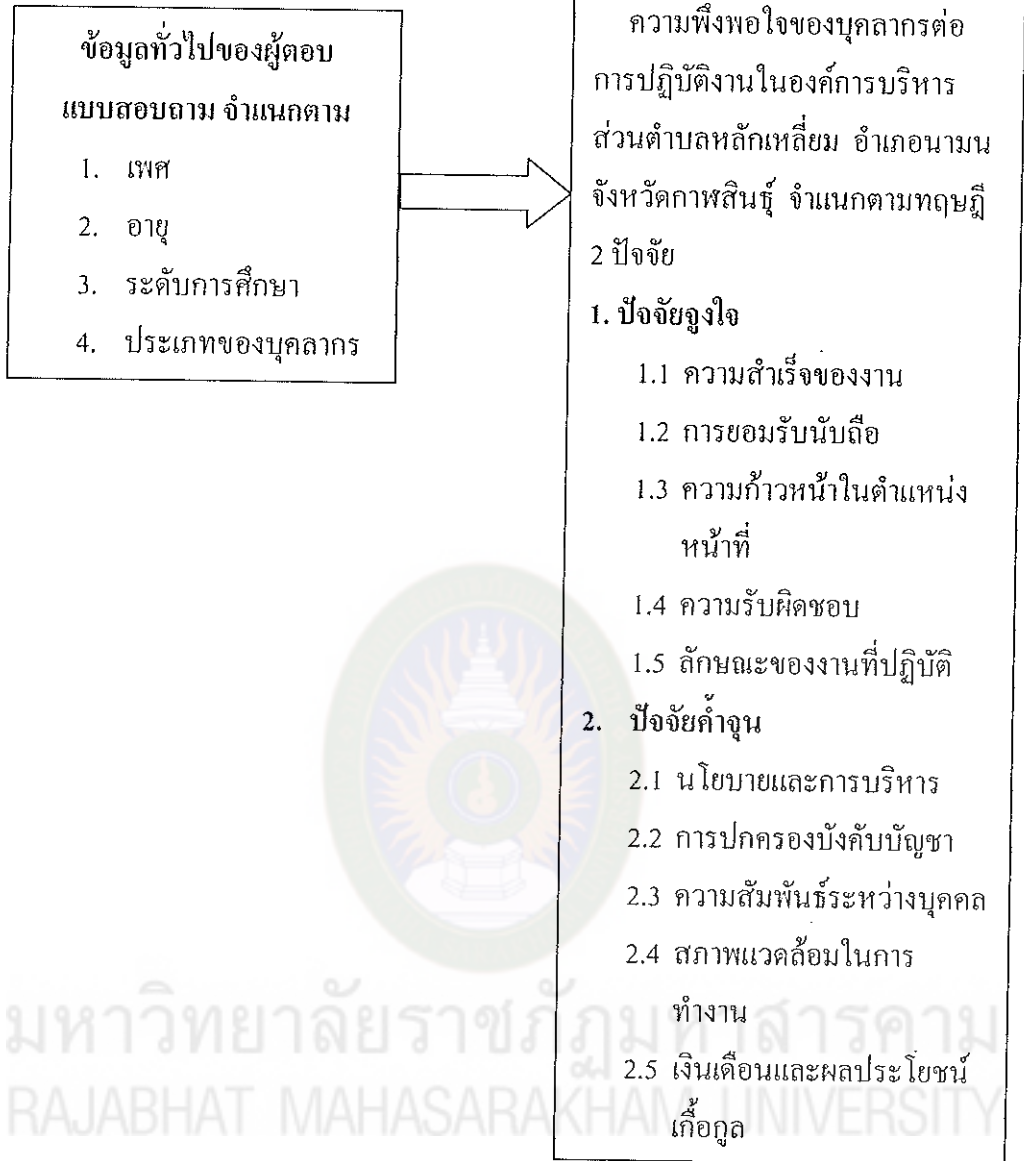 ข้อมูลทั่วไปของผู้ตอบ
แบบสอบถาม จำแนกตาม
1. เพศ
2. อายุ
3. ระดับการศึกษา
4. ประเภทของบุคลากร
ความพึงพอใจของบุคลากรต่อ
การปฏิบัติงานในองค์การบริหาร
ส่วนตำบลหลักเหลี่ยม อำเภอนามน
จังหวัดกาฬสินธุ์ จำแนกตามทฤษฎี
2 ปัจจัย
1. ปัจจัยจูงใจ
1.1 ความสำเร็จของงาน
1.2 การยอมรับนับถือ
1.3 ความก้าวหน้าในตำแหน่ง
หน้าที่
1.4 ความรับผิดชอบ
1.5 ลักษณะของงานที่ปฏิบัติ
2. ปัจจัยค้ำจุน
2.1 นโยบายและการบริหาร
2.2 การปกครองบังคับบัญชา
2.3 ความสัมพันธ์ระหว่างบุคคล
2.4 สภาพแวคล้อมในการ
ทำงาน
2.5 เงินเดือนและผลประโยชน์
เกื้อกูล
มหาวิทยาลัยราชภัฏมหาสารคาม
RAJABHAT MAHASARAKHAM UNIVERSITY